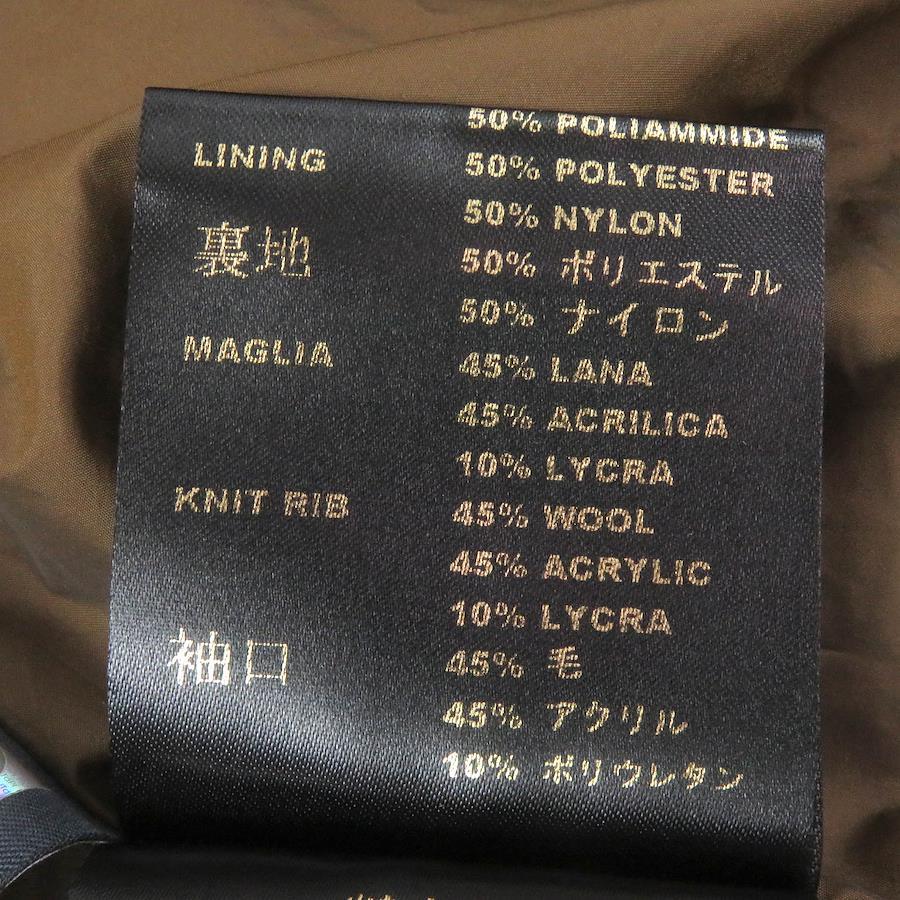 50% POLIAMMIDE
LINING 50% POLYESTER
50% NYLON
裏地 50% ポリエステル
50% ナイロン
MAGLIA 45% LANA
45% ACRILICA
10% LYCRA
KNIT RIB 45% WOOL
45% ACRYLIC
10% LYCRA
袖口 45% 毛
45% アクリル
10% ポリウレタン